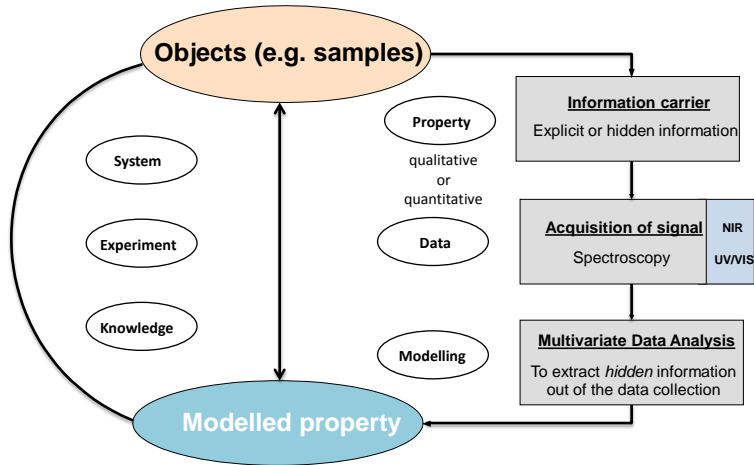 Objects (e.g. samples)
Information carrier
Explicit or hidden information
Property
qualitative
or
quantitative
System
Acquisition of signal
Spectroscopy
NIR
UV/VIS
Experiment
Data
Knowledge
Multivariate Data Analysis
To extract hidden information
out of the data collection
Modelling
Modelled property